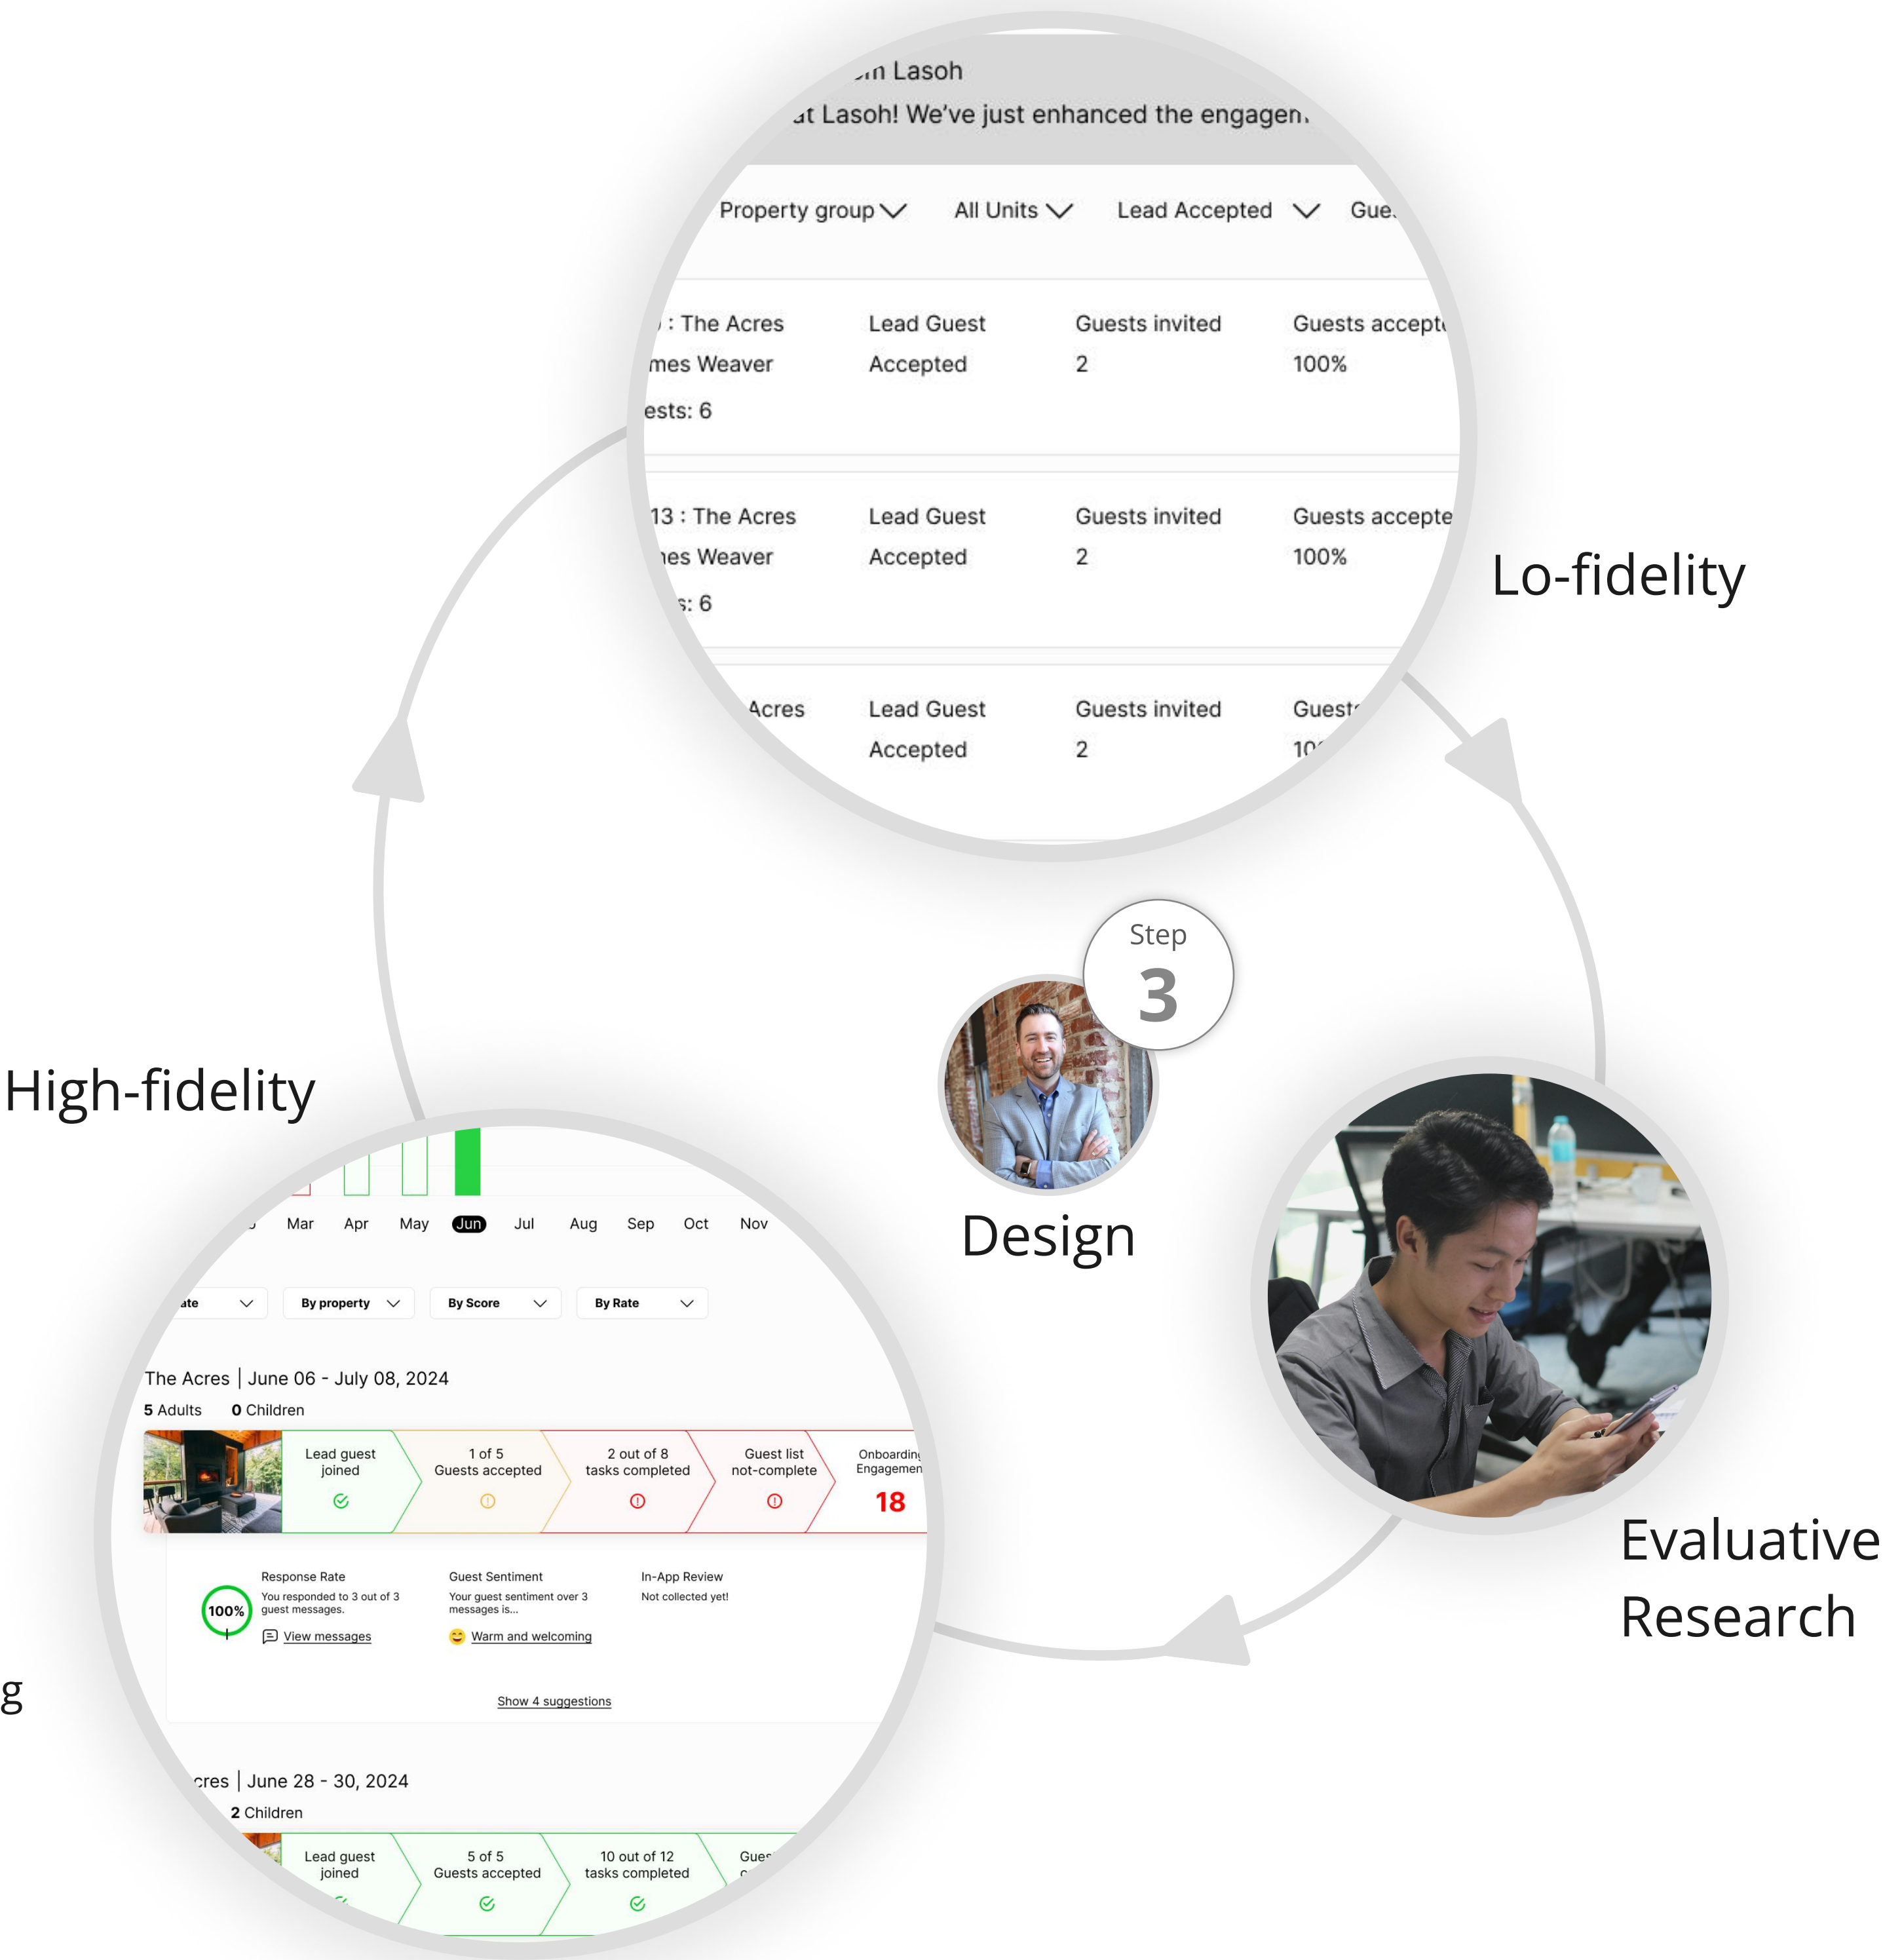 Lasoh
at Lasoh! We've just enhanced the
Property group
All Units
Lead Accepted
: The Acres
Lead Guest
Guests invited
Guests
Weaver
Accepted
2
100%
6
13 : The Acres
Lead Guest
Guests invited
Guests
Weaver
Accepted
2
100%
6
Acres
Lead Guest
Guests invited
Accepted
2
Lo-fidelity
Step
3
Design
Evaluative
Research
High-fidelity
Mar Apr May Jun Jul Aug Sep Oct Nov
By property
By Score
By Rate
The Acres | June 06 - July 08, 2024
5 Adults 0 Children
Lead guest
joined
1 of 5
Guests accepted
2 out of 8
tasks completed
Guest list
not-complete
Onboarding
18
Response Rate
You responded to 3 out of 3
guest messages.
100%
View messages
Guest Sentiment
Your guest sentiment over 3
messages is...
Warm and welcoming
In-App Review
Not collected yet!
Show 4 suggestions
| June 28 - 30, 2024
2 Children
Lead guest
joined
5 of 5
Guests accepted
10 out of 12
tasks completed
g